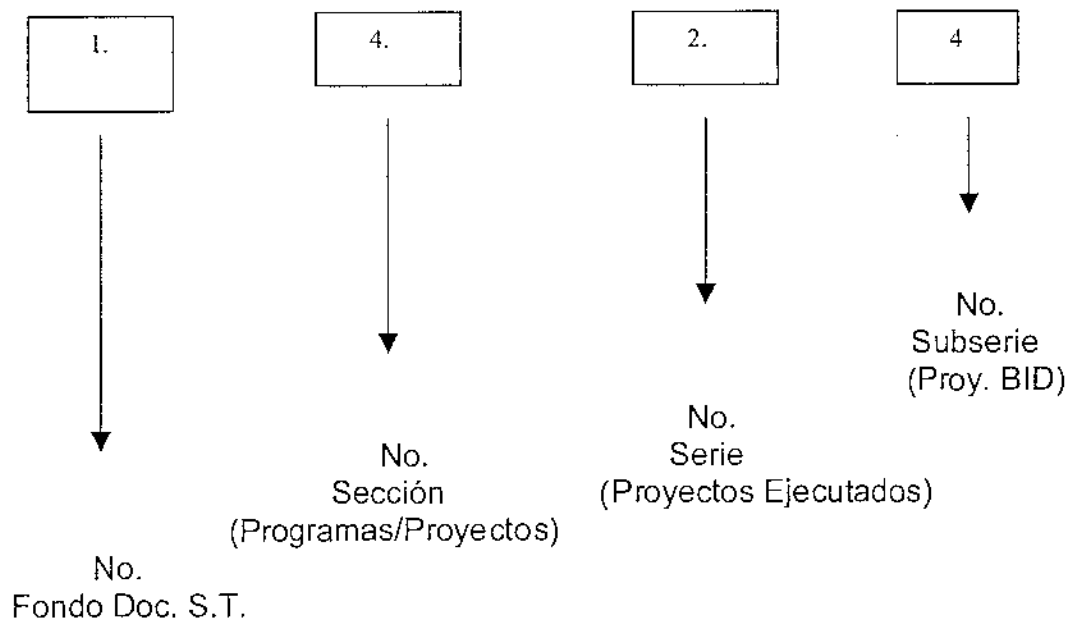 1.
4.
2.
4
No.
Subserie
(Proy. BID)
No.
Serie
(Proyectos Ejecutados)
No.
Sección
(Programas/Proyectos)
No.
Fondo Doc. S.T.